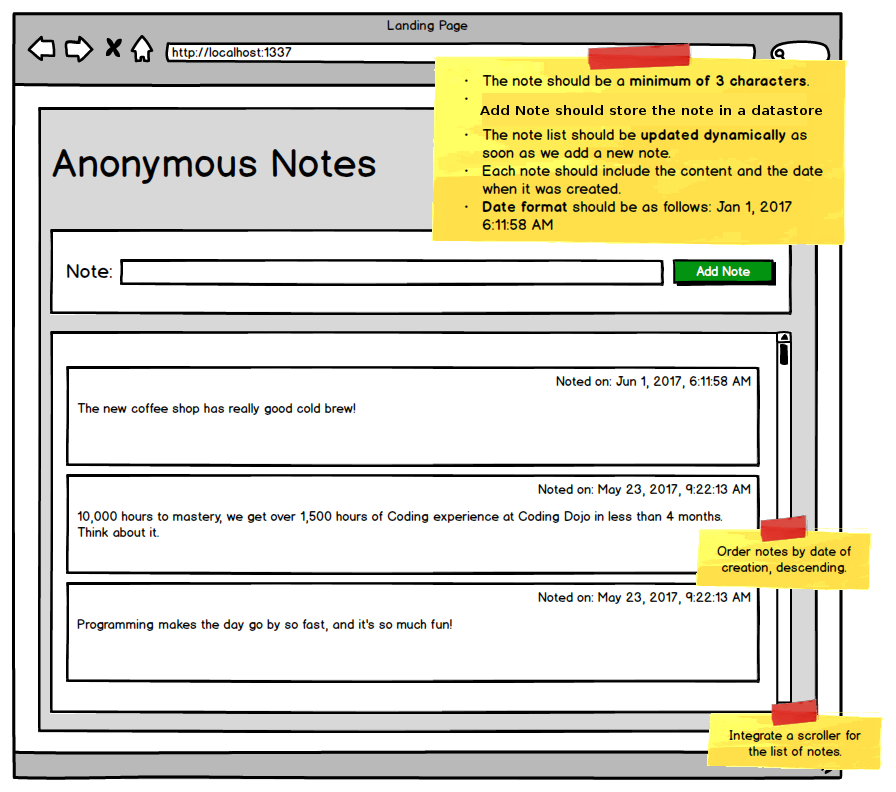 Landing Page
http://localhost:1337
· The note should be a minimum of 3 characters.
·
Add Note should store the note in a datastore
· The note list should be updated dynamically as
soon as we add a new note.
· Each note should include the content and the date
when it was created.
· Date format should be as follows: Jan 1, 2017
6:11:58 AM
Anonymous Notes
Note:
Add Note
Noted on: Jun 1, 2017, 6:11:58 AM
The new coffee shop has really good cold brew!
Noted on: May 23, 2017, 9:22:13 AM
10,000 hours to mastery, we get over 1,500 hours of Coding experience at Coding Dojo in less than 4 months.
Think about it.
Order notes by date of
creation, descending.
Noted on: May 23, 2017, 9:22:13 AM
Programming makes the day go by so fast, and it's so much fun!
Integrate a scroller for
the list of notes.